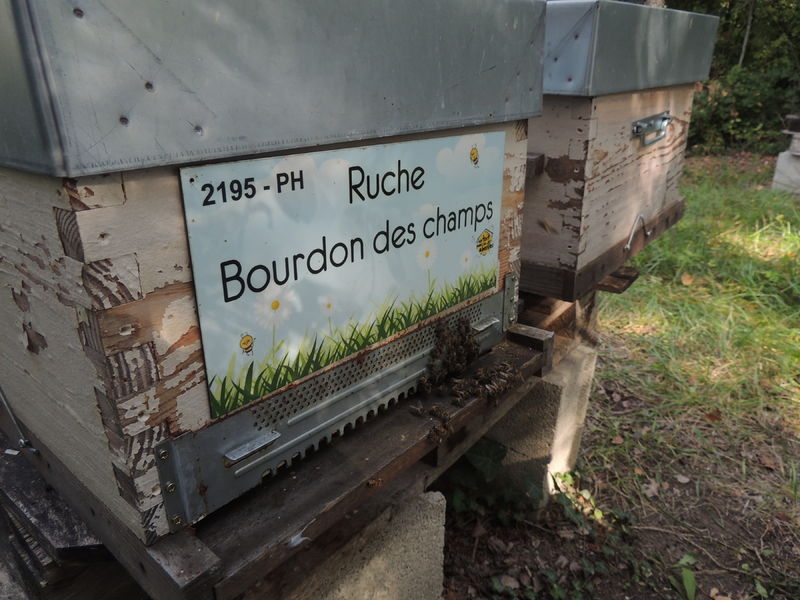 2195 - PH Ruche
Bourdon des champs